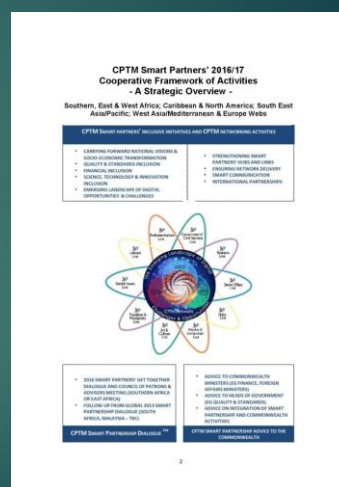 CPTM Smart Partners' 2016/17
Cooperative Framework of Activities
- A Strategic Overview -
Southern, East & West Africa; Caribbean & North America; South East
Asia/Pacific; West Asia/Mediterranean & Europe Webs
CPTM SMART PARTNERS' INCLUSIVE INITIATIVES AND CPTM NETWORKING ACTIVITIES
• CARRYING FORWARD NATIONAL VISIONS &
SOCIO-ECONOMIC TRANSFORMATION
• QUALITY & STANDARDS INCLUSION
• FINANCIAL INCLUSION
• SCIENCE, TECHNOLOGY & INNOVATION
INCLUSION
• EMERGING LANDSCAPE OF DIGITAL
OPPORTUNITIES & CHALLENGES
• STRENGTHENING SMART
PARTNERS' HUBS AND LINKS
• ENSURING NETWORK DELIVERY
• SMART COMMUNICATION
• INTERNATIONAL PARTNERSHIPS
The Emerging Landscape of
CPTM Networks
• 2016 SMART PARTNERS' GET TOGETHER
DIALOGUE AND COUNCIL OF PATRONS &
ADVISERS MEETING (SOUTHERN AFRICA
OR EAST AFRICA)
• FOLLOW-UP FROM GLOBAL 2015 SMART
PARTNERSHIP DIALOGUE (SOUTH
AFRICA, MALAYSIA – TBC)
CPTM SMART PARTNERSHIP DIALOGUE ™
• ADVICE TO COMMONWEALTH
MINISTERS (EG FINANCE, FOREIGN
AFFAIRS MINISTERS)
• ADVICE TO HEADS OF GOVERNMENT
(EG QUALITY & STANDARDS)
• ADVICE ON INTEGRATION OF SMART
PARTNERSHIP AND COMMONWEALTH
ACTIVITIES
CPTM SMART PARTNERSHIP ADVICE TO THE
COMMONWEALTH
2